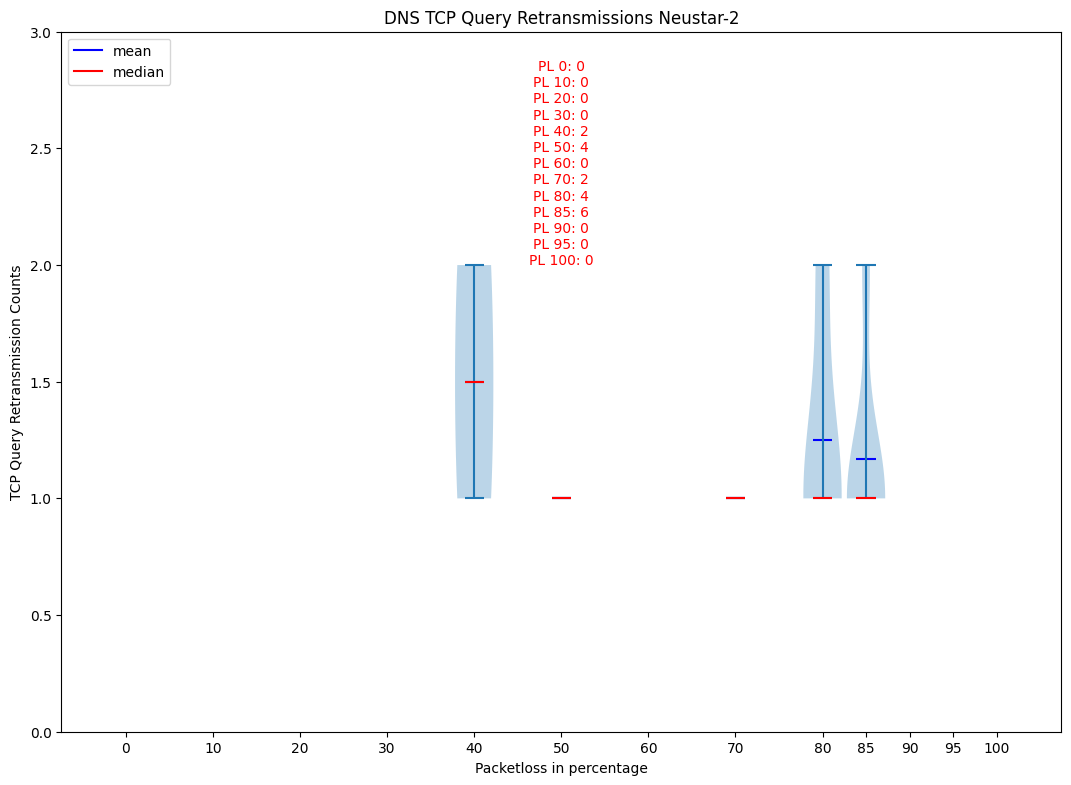 DNS TCP Query Retransmissions Neustar-2
mean
median
PL 0: 0
PL 10: 0
PL 20: 0
PL 30: 0
PL 40: 2
PL 50: 4
PL 60: 0
PL 70: 2
PL 80: 4
PL 85: 6
PL 90: 0
PL 95: 0
PL 100: 0
TCP Query Retransmission Counts
3.0
2.5
2.0
1.5
1.0
0.5
0.0
0 10 20 30 40 50 60 70 80 85 90 95 100
Packetloss in percentage